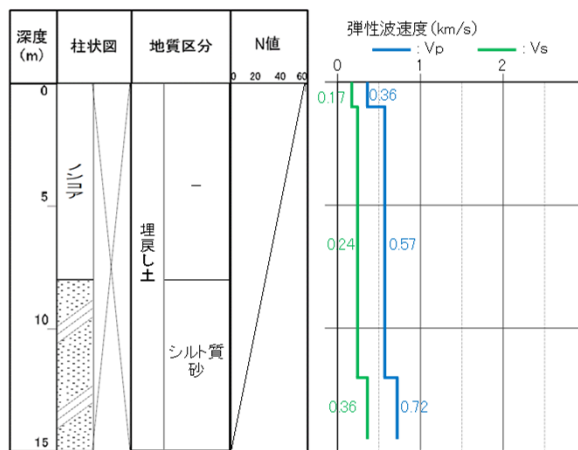 深度
(m)
柱状図
地質区分
N値
0 20 40 60
弾性波速度(km/s)
: Vp : Vs
0 1 2
0
5
10
15
ノンコア
埋戻し土
－
シルト質
砂
0.17
0.36
0.24
0.57
0.36
0.72